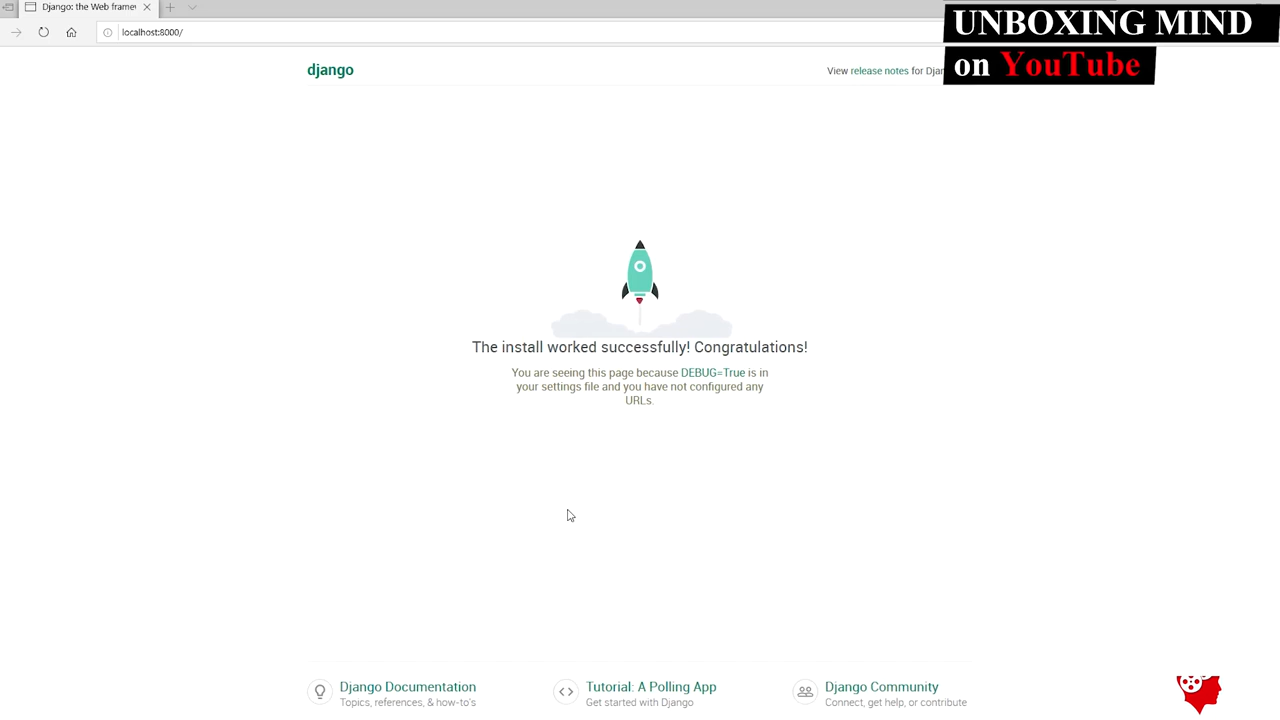 Django: the Web frame
localhost:8000/
UNBOXING MIND
on YouTube
django
View release notes for Djan
The install worked successfully! Congratulations!
You are seeing this page because DEBUG=True is in
your settings file and you have not configured any
URLs.
Django Documentation
Topics, references, & how-to's
Tutorial: A Polling App
Get started with Django
Django Community
Connect, get help, or contribute